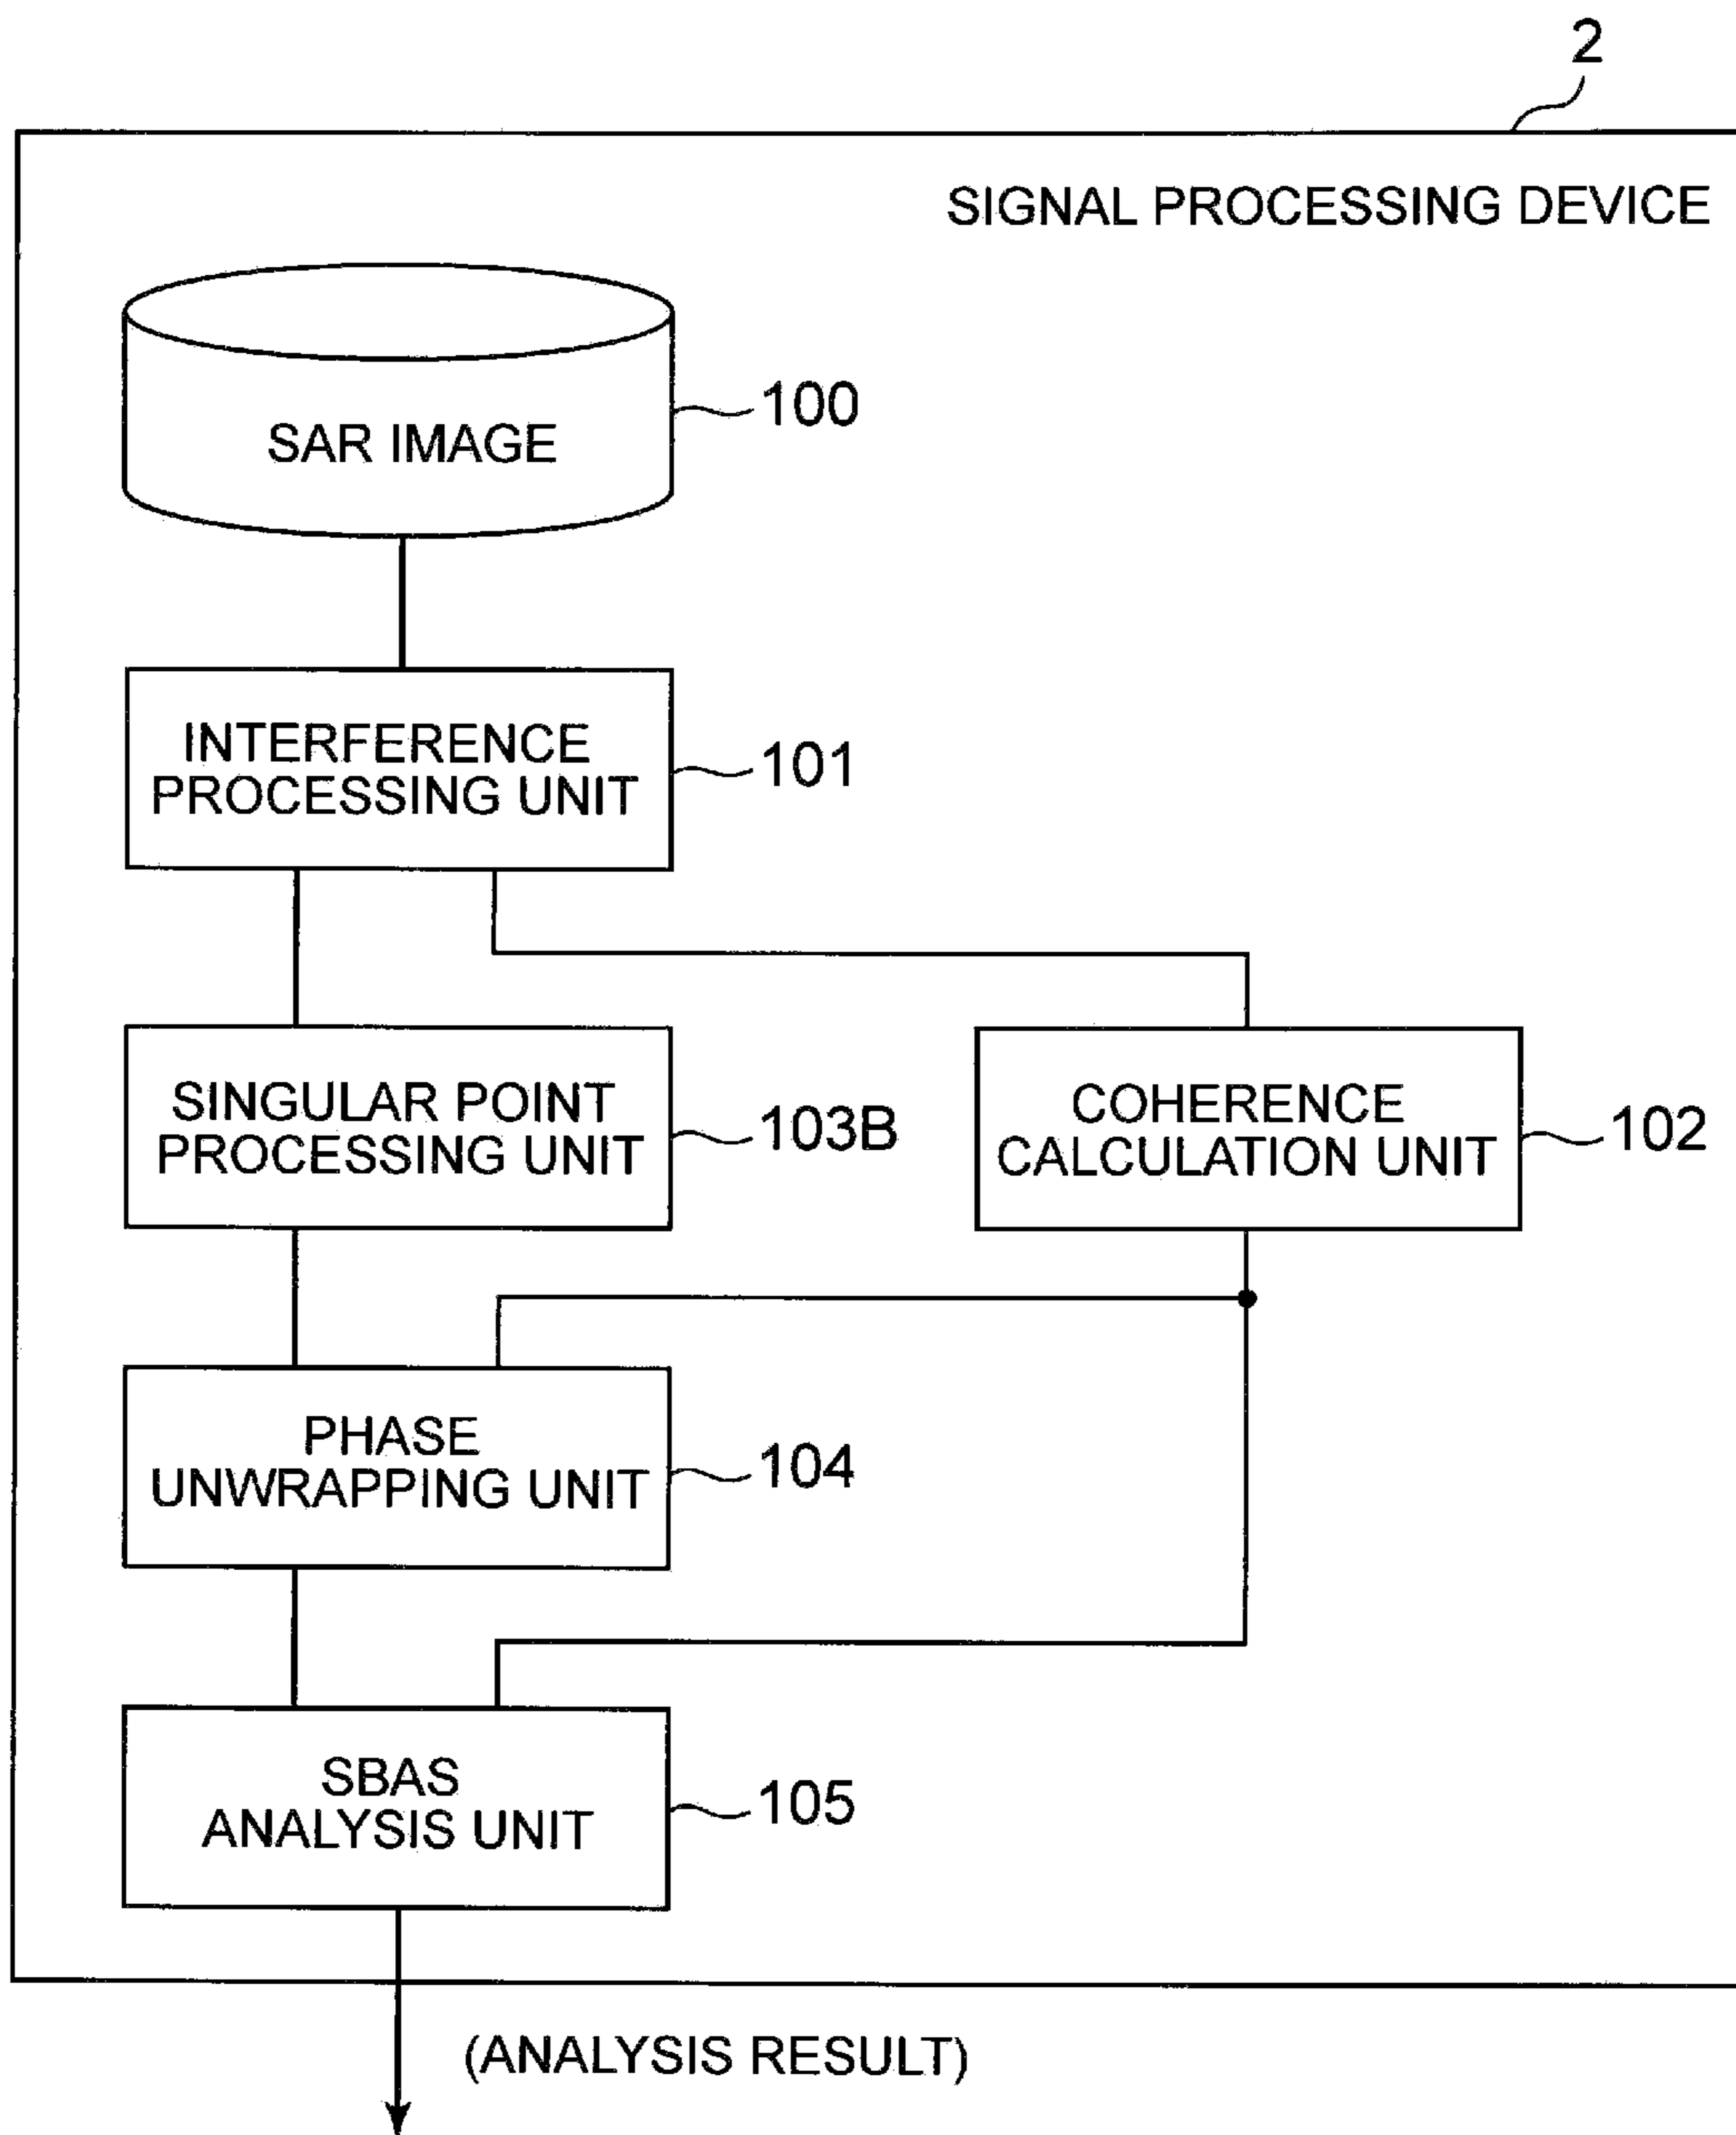 2
SIGNAL PROCESSING DEVICE
SAR IMAGE
100
INTERFERENCE
PROCESSING UNIT
101
SINGULAR POINT
PROCESSING UNIT
103B
COHERENCE
CALCULATION UNIT
102
PHASE
UNWRAPPING UNIT
104
SBAS
ANALYSIS UNIT
105
(ANALYSIS RESULT)